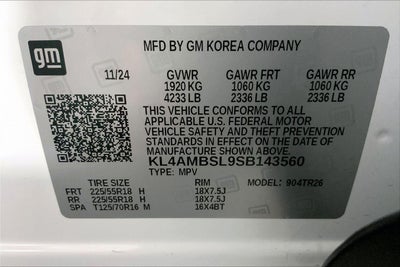 gm
MFD BY GM KOREA COMPANY
11/24 GVWR GAWR FRT GAWR RR
1920 KG 1060 KG 1060 KG
4233 LB 2336 LB 2336 LB
THIS VEHICLE CONFORMS TO ALL
APPLICABLE U.S. FEDERAL MOTOR
VEHICLE SAFETY AND THEFT PREVENTION
STANDARDS IN EFFECT ON THE DATE OF
MANUFACTURE SHOWN ABOVE.
KL4AMBSL9SB143560
TYPE: MPV
TIRE SIZE RIM MODEL: 904TR26
FRT 225/55R18 H 18X7.5J
RR 225/55R18 H 18X7.5J
SPA T125/70R16 M 16X4BT